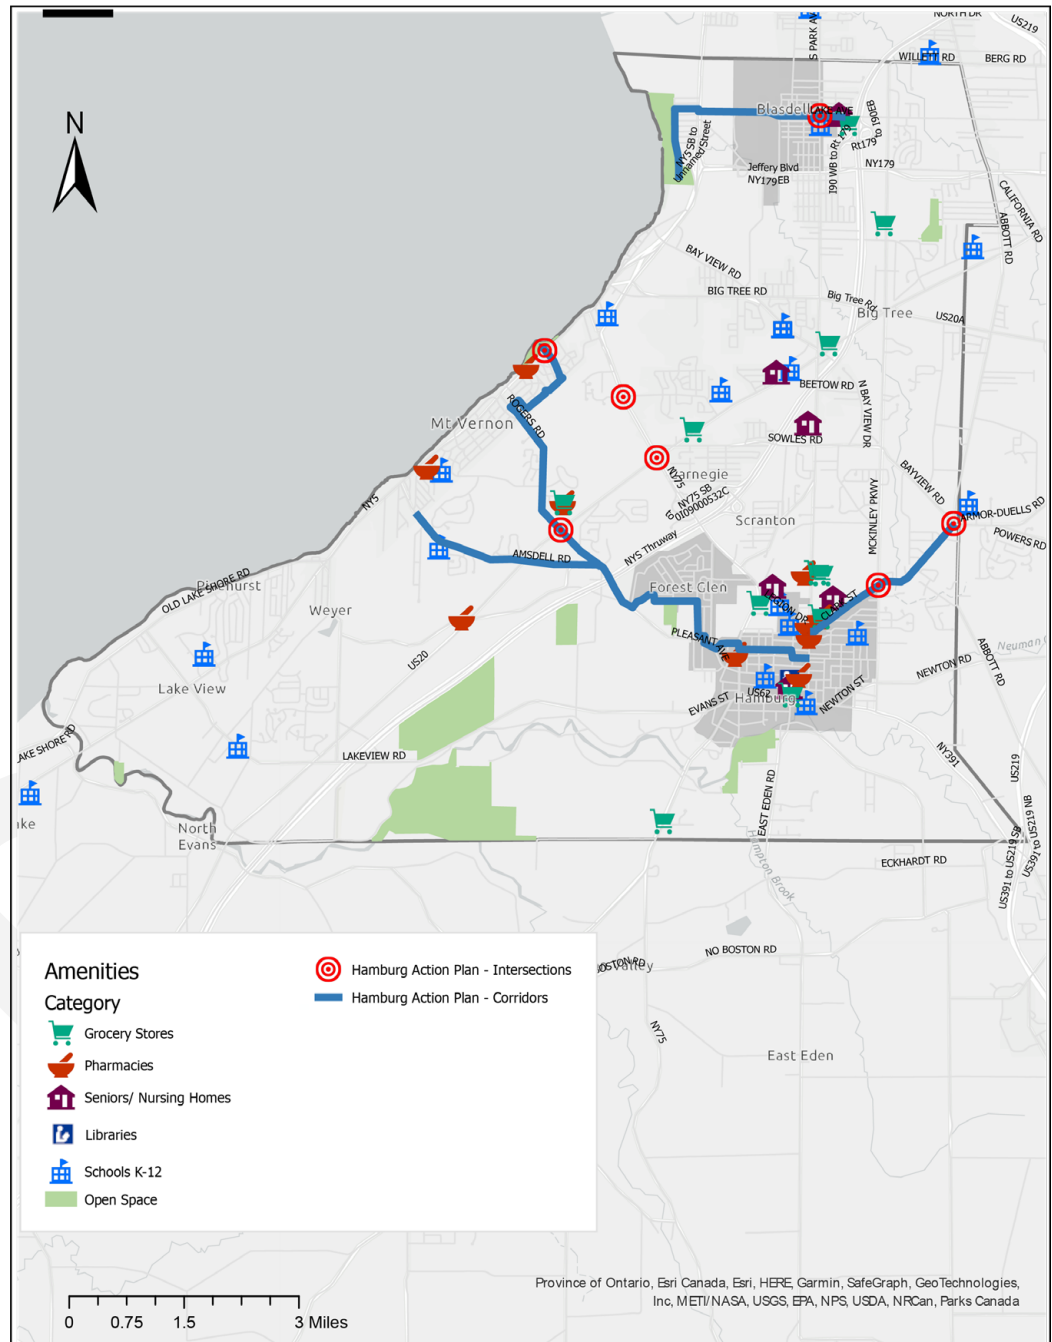 NORTH DR
US219
S PARK AV
WILLETT RD
BERG RD
N
Blasdell
LAKE AVE
I90 WB to Rt 179
Rt179
NY179
NY5 SB to
Unnamed Street
Jeffery Blvd
NY179EB
CALIFORNIA RD
ABBOTT RD
BAY VIEW RD
BIG TREE RD
Big Tree Rd
Big Tree
US20A
BEETOW RD
N BAY VIEW DR
ROGERS RD
Mt Vernon
SOWLES RD
NY75
NY75 SB
BAYVIEW RD
NY5
ARMOR-DUELLS RD
MCKINLEY PKWY
Scranton
POWERS RD
NYS Thruway
AMSDELL RD
Forest Glen
OLD LAKE SHORE RD
Weyer
CLARK ST
PLEASANT AVE
US20
ABBOTT RD
NEWTON RD
Lake View
EVANS ST
US62
Hamburg
NEWTON ST
LAKE SHORE RD
LAKEVIEW RD
NY391
US219
EAST EDEN RD
North
Evans
US391 to US219 SB
ECKHARDT RD
Hampton Brook
NO BOSTON RD
NY75
East Eden
Amenities
Category
Grocery Stores
Pharmacies
Seniors/ Nursing Homes
Libraries
Schools K-12
Open Space
Hamburg Action Plan - Intersections
Hamburg Action Plan - Corridors
0 0.75 1.5 3 Miles
Province of Ontario, Esri Canada, Esri, HERE, Garmin, SafeGraph, GeoTechnologies,
Inc, METI/NASA, USGS, EPA, NPS, USDA, NRCan, Parks Canada